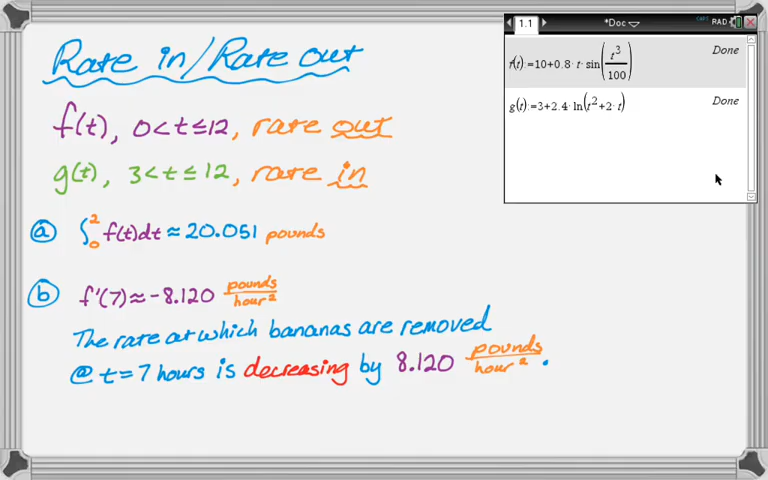 Rate in/Rate out
f(t), 0<t≤12, rate out
g(t), 3<t≤12, rate in
ⓐ ∫₀² f(t)dt ≈ 20.051 pounds
ⓑ f'(7) ≈ -8.120 pounds/hour²
The rate at which bananas are removed
@ t=7 hours is decreasing by 8.120 pounds/hour².
1.1 *Doc CAPS RAD
f(t):=10+0.8·t·sin(t³/100) Done
g(t):=3+2.4·ln(t²+2·t) Done